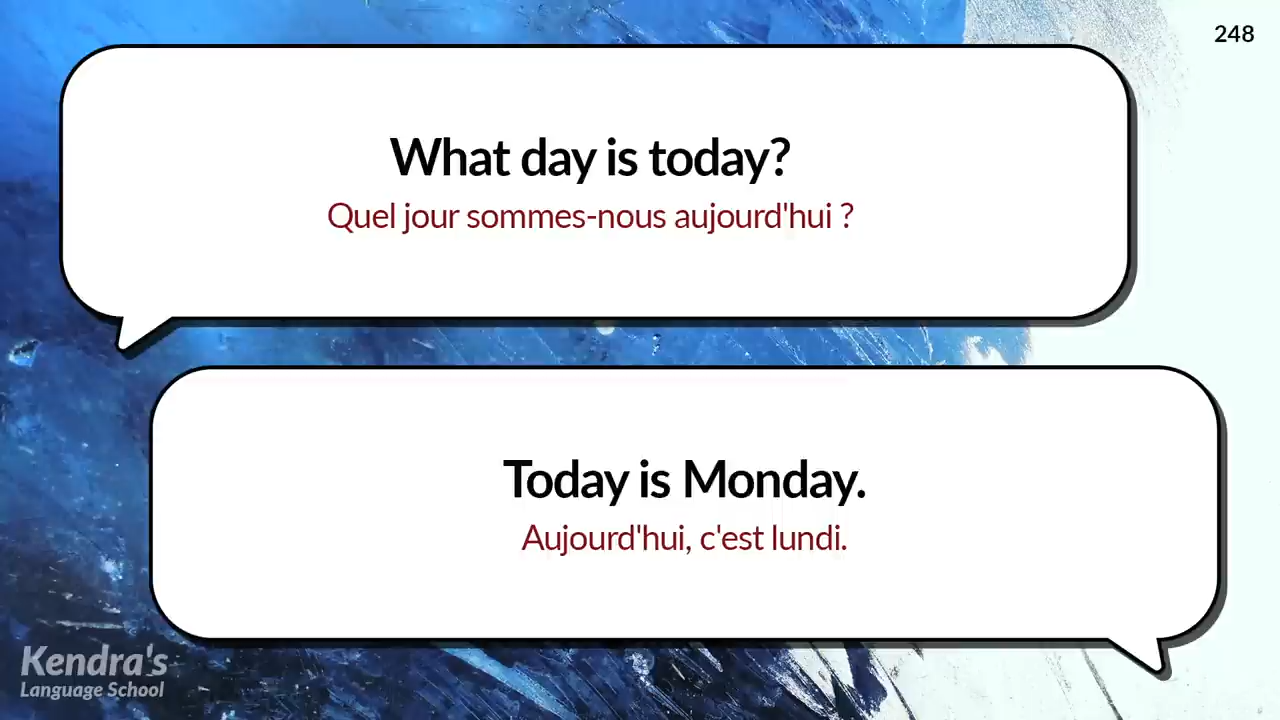 248
What day is today?
Quel jour sommes-nous aujourd'hui ?
Today is Monday.
Aujourd'hui, c'est lundi.
Kendra's
Language School